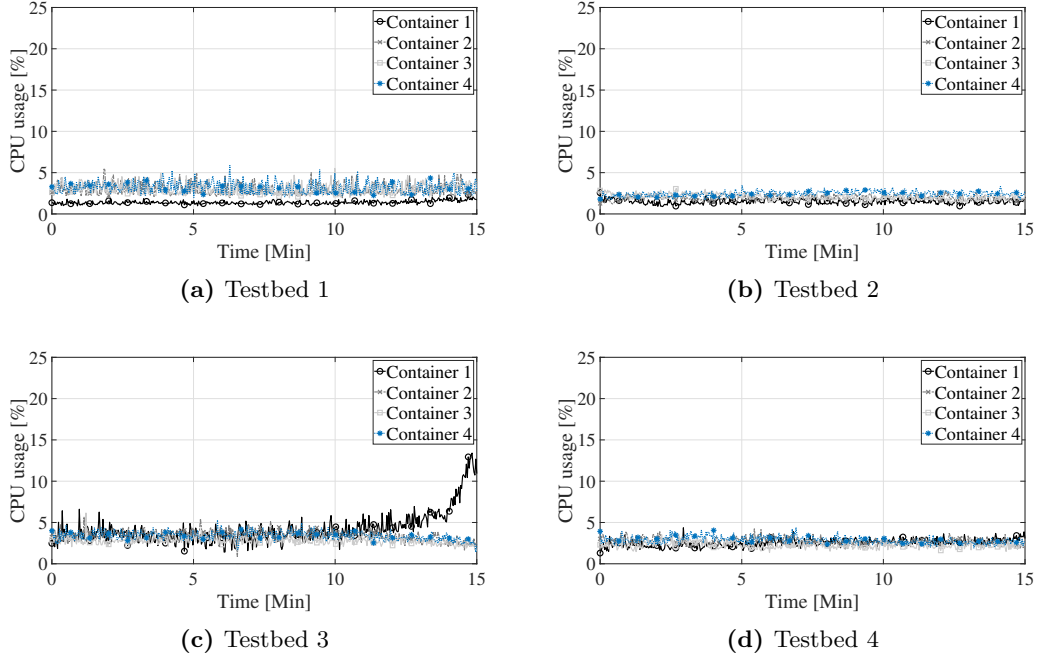 25
20
15
10
5
0
CPU usage [%]
Container 1
Container 2
Container 3
Container 4
0 5 10 15
Time [Min]
(a) Testbed 1
25
20
15
10
5
0
CPU usage [%]
Container 1
Container 2
Container 3
Container 4
0 5 10 15
Time [Min]
(b) Testbed 2
25
20
15
10
5
0
CPU usage [%]
Container 1
Container 2
Container 3
Container 4
0 5 10 15
Time [Min]
(c) Testbed 3
25
20
15
10
5
0
CPU usage [%]
Container 1
Container 2
Container 3
Container 4
0 5 10 15
Time [Min]
(d) Testbed 4